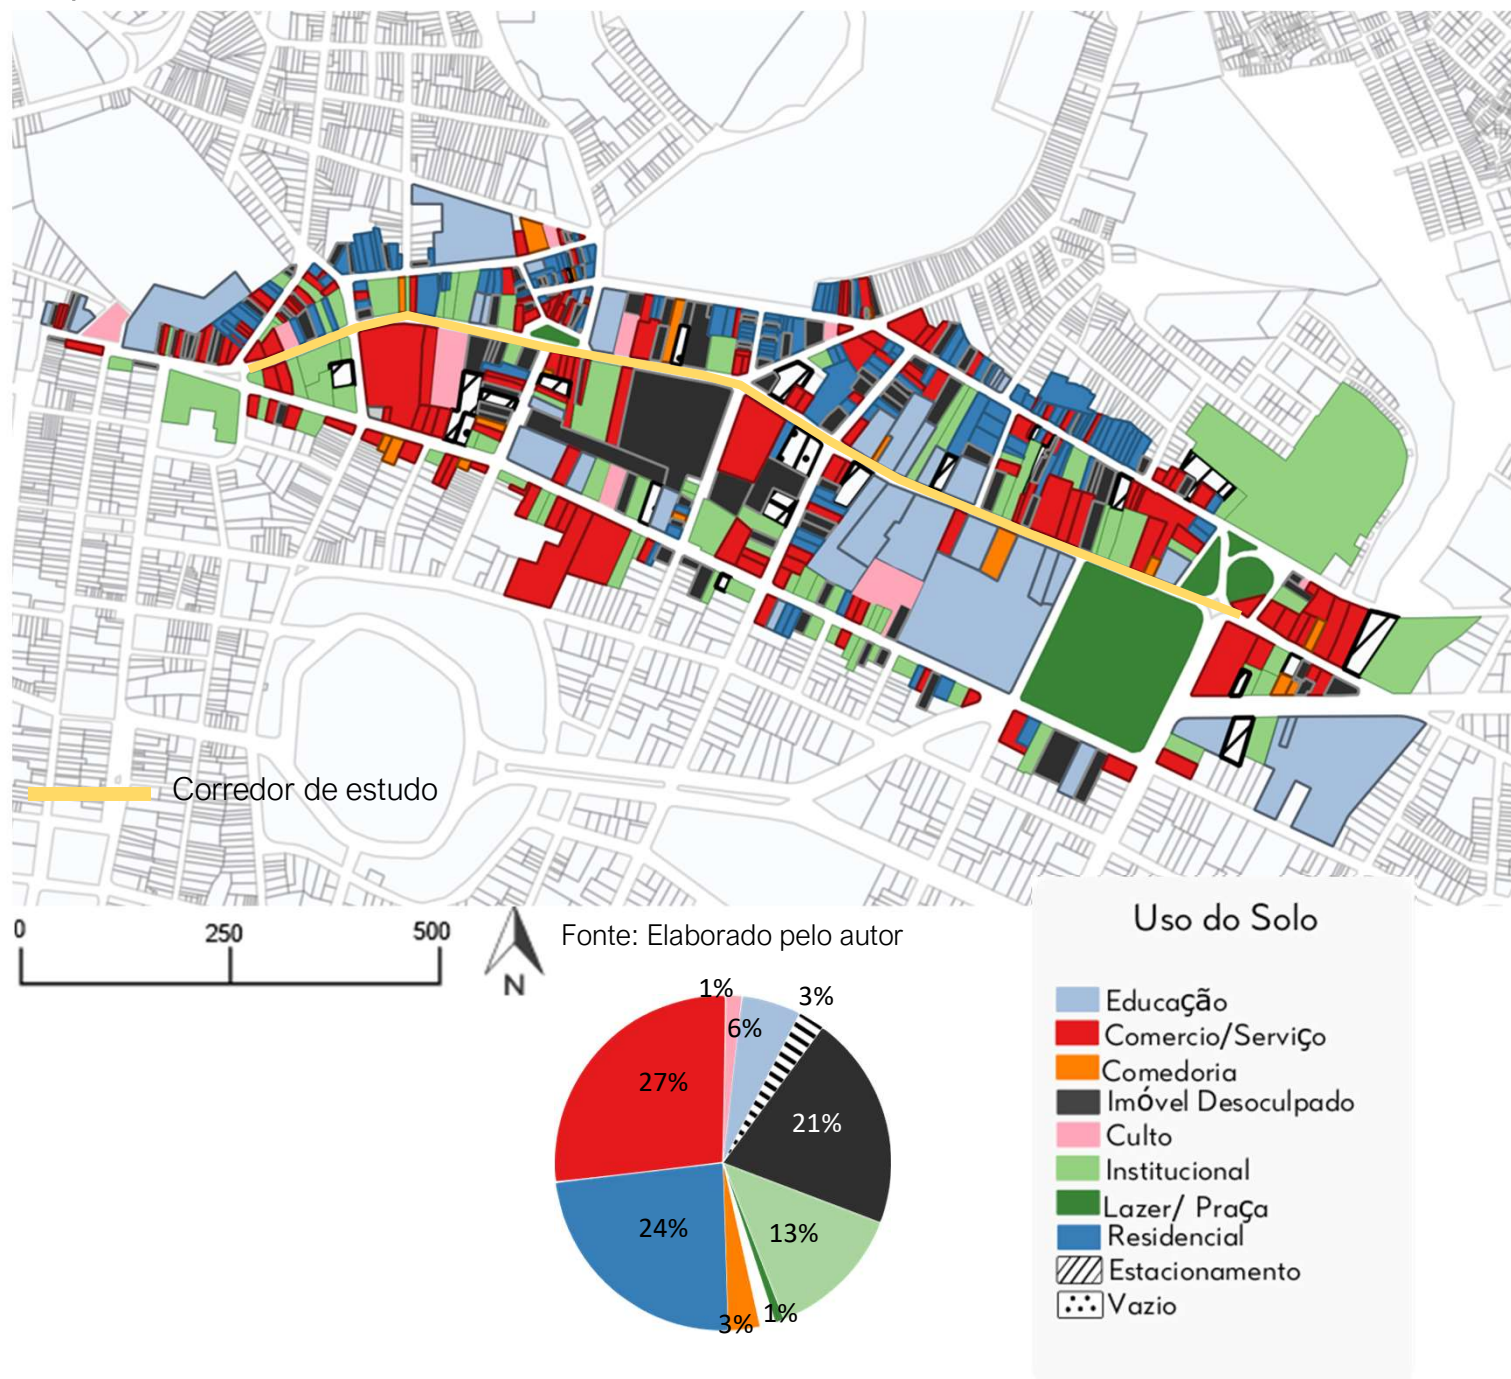 Corredor de estudo
0 250 500
N
Fonte: Elaborado pelo autor
1%
3%
6%
27%
21%
24%
13%
1%
3%
Uso do Solo
Educação
Comercio/Serviço
Comedoria
Imóvel Desoculpado
Culto
Institucional
Lazer/ Praça
Residencial
Estacionamento
Vazio